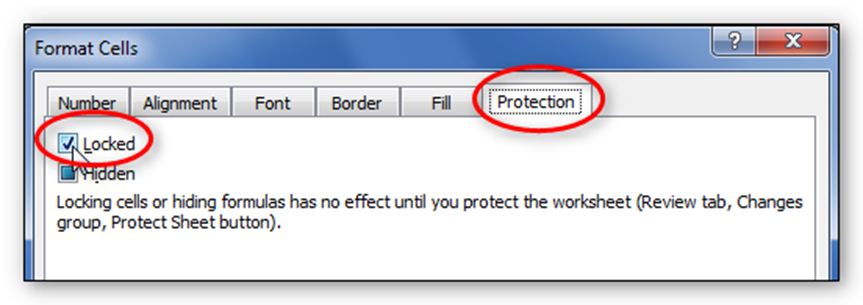 Format Cells
?
X
Number Alignment Font Border Fill Protection
Locked
Hidden
Locking cells or hiding formulas has no effect until you protect the worksheet (Review tab, Changes
group, Protect Sheet button).